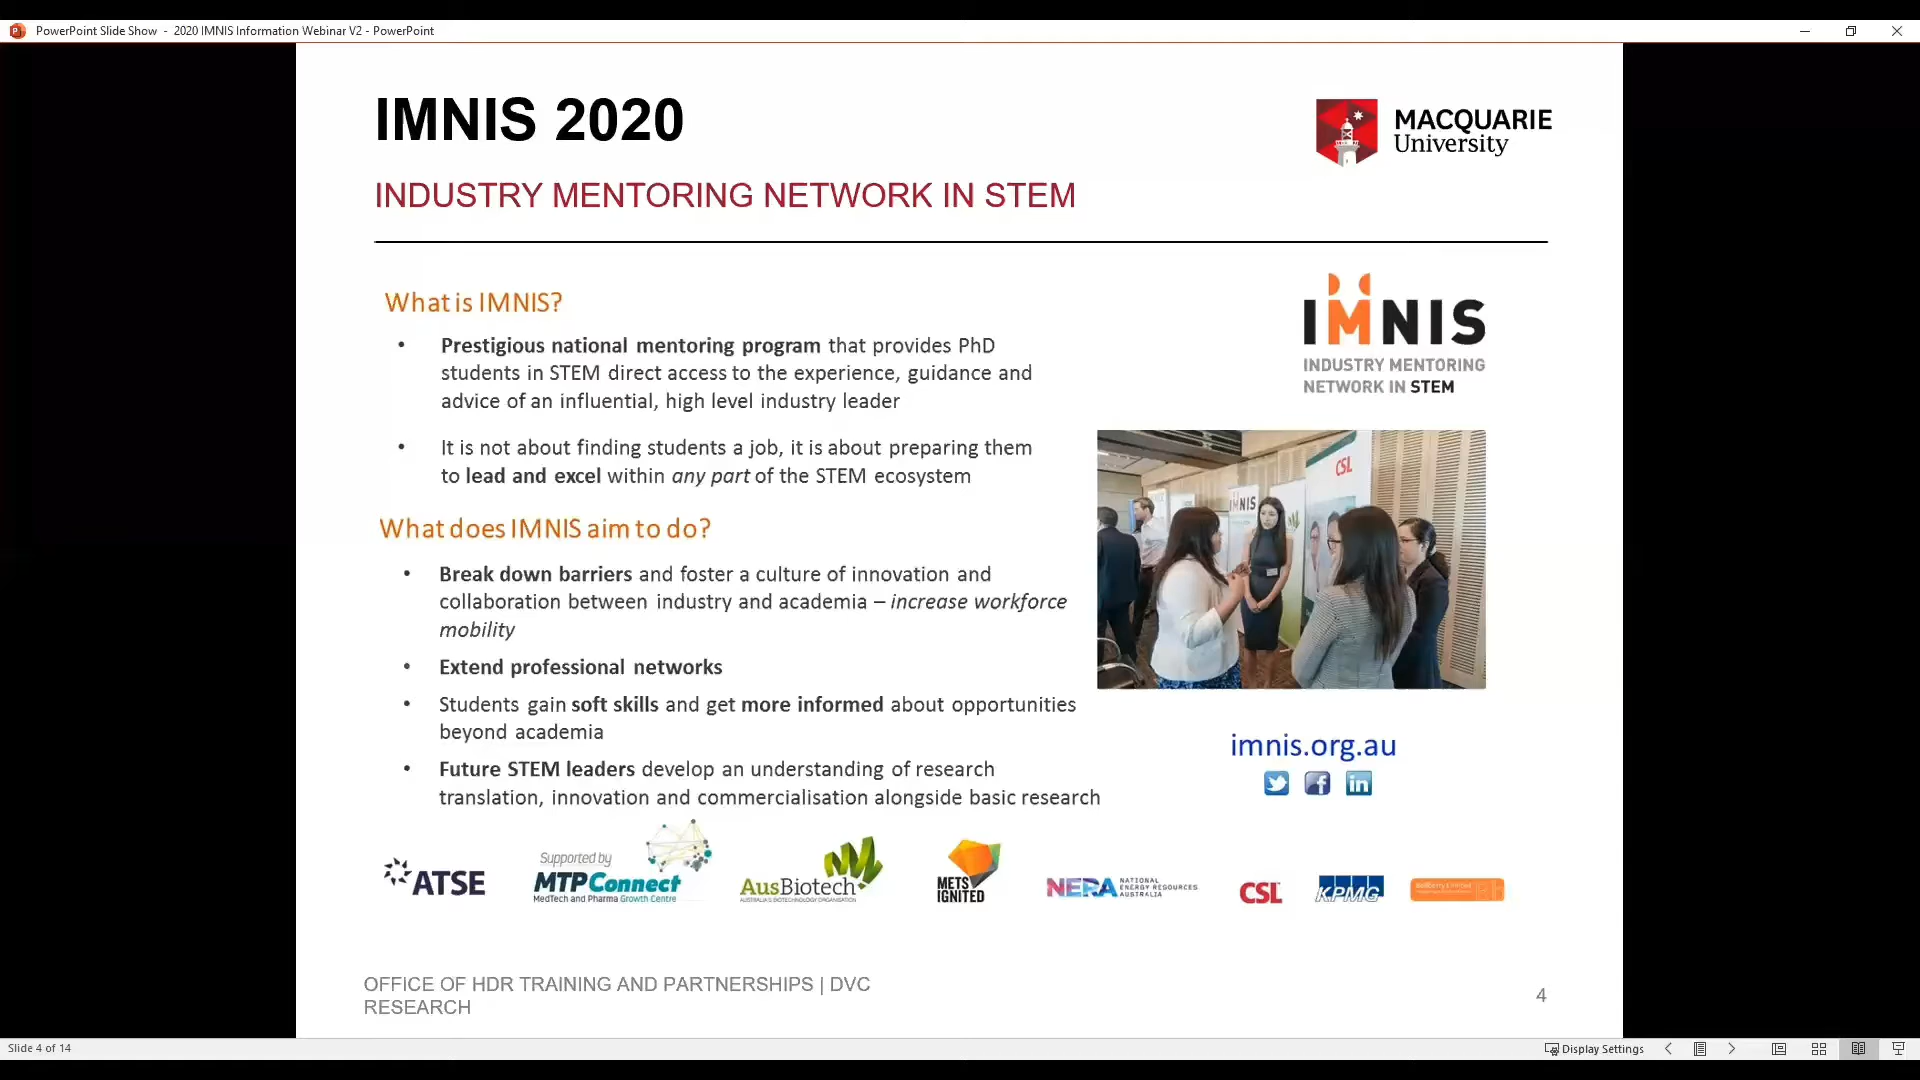 PowerPoint Slide Show - 2020 IMNIS Information Webinar V2 - PowerPoint
IMNIS 2020
MACQUARIE
University
INDUSTRY MENTORING NETWORK IN STEM
What is IMNIS?
• Prestigious national mentoring program that provides PhD
students in STEM direct access to the experience, guidance and
advice of an influential, high level industry leader
• It is not about finding students a job, it is about preparing them
to lead and excel within any part of the STEM ecosystem
IMNIS
INDUSTRY MENTORING
NETWORK IN STEM
CSL
IMNIS
What does IMNIS aim to do?
• Break down barriers and foster a culture of innovation and
collaboration between industry and academia – increase workforce
mobility
• Extend professional networks
• Students gain soft skills and get more informed about opportunities
beyond academia
• Future STEM leaders develop an understanding of research
translation, innovation and commercialisation alongside basic research
imnis.org.au
ATSE
Supported by
MTPConnect
MedTech and Pharma Growth Centre
AusBiotech
AUSTRALIA'S BIOTECHNOLOGY ORGANISATION
METS
IGNITED
NERA NATIONAL
ENERGY RESOURCES
AUSTRALIA
CSL
KPMG
Bellberry Limited
OFFICE OF HDR TRAINING AND PARTNERSHIPS | DVC
RESEARCH
4
Slide 4 of 14
Display Settings